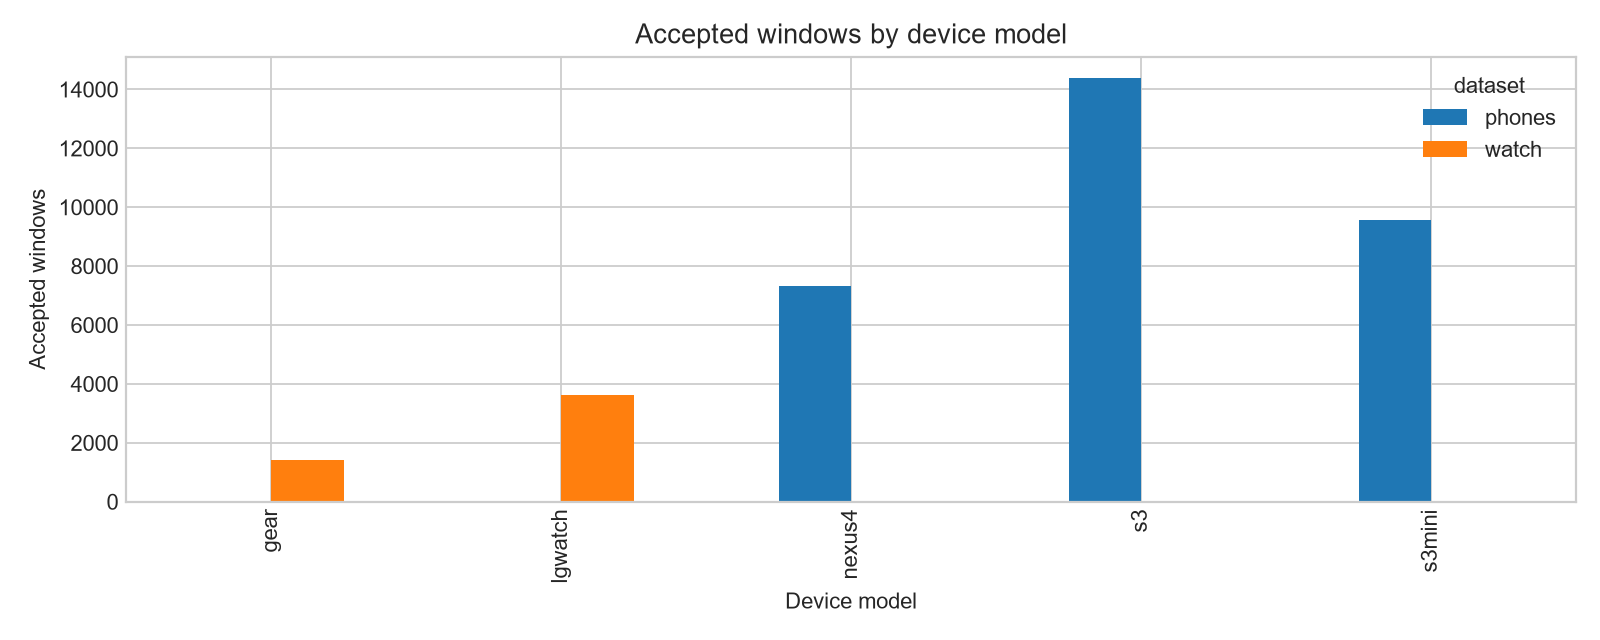 Accepted windows by device model
Accepted windows
14000
12000
10000
8000
6000
4000
2000
0
dataset
phones
watch
gear
lgwatch
nexus4
s3
s3mini
Device model